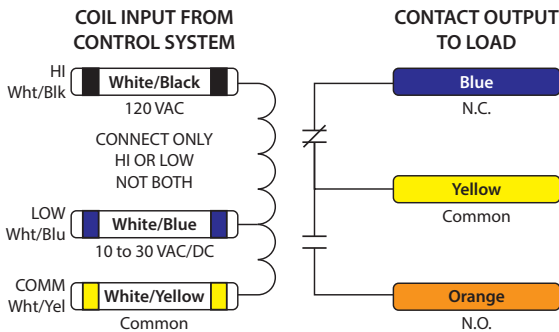 COIL INPUT FROM
CONTROL SYSTEM
HI
Wht/Blk
White/Black
120 VAC
CONNECT ONLY
HI OR LOW
NOT BOTH
LOW
Wht/Blu
White/Blue
10 to 30 VAC/DC
COMM
Wht/Yel
White/Yellow
Common
CONTACT OUTPUT
TO LOAD
Blue
N.C.
Yellow
Common
Orange
N.O.